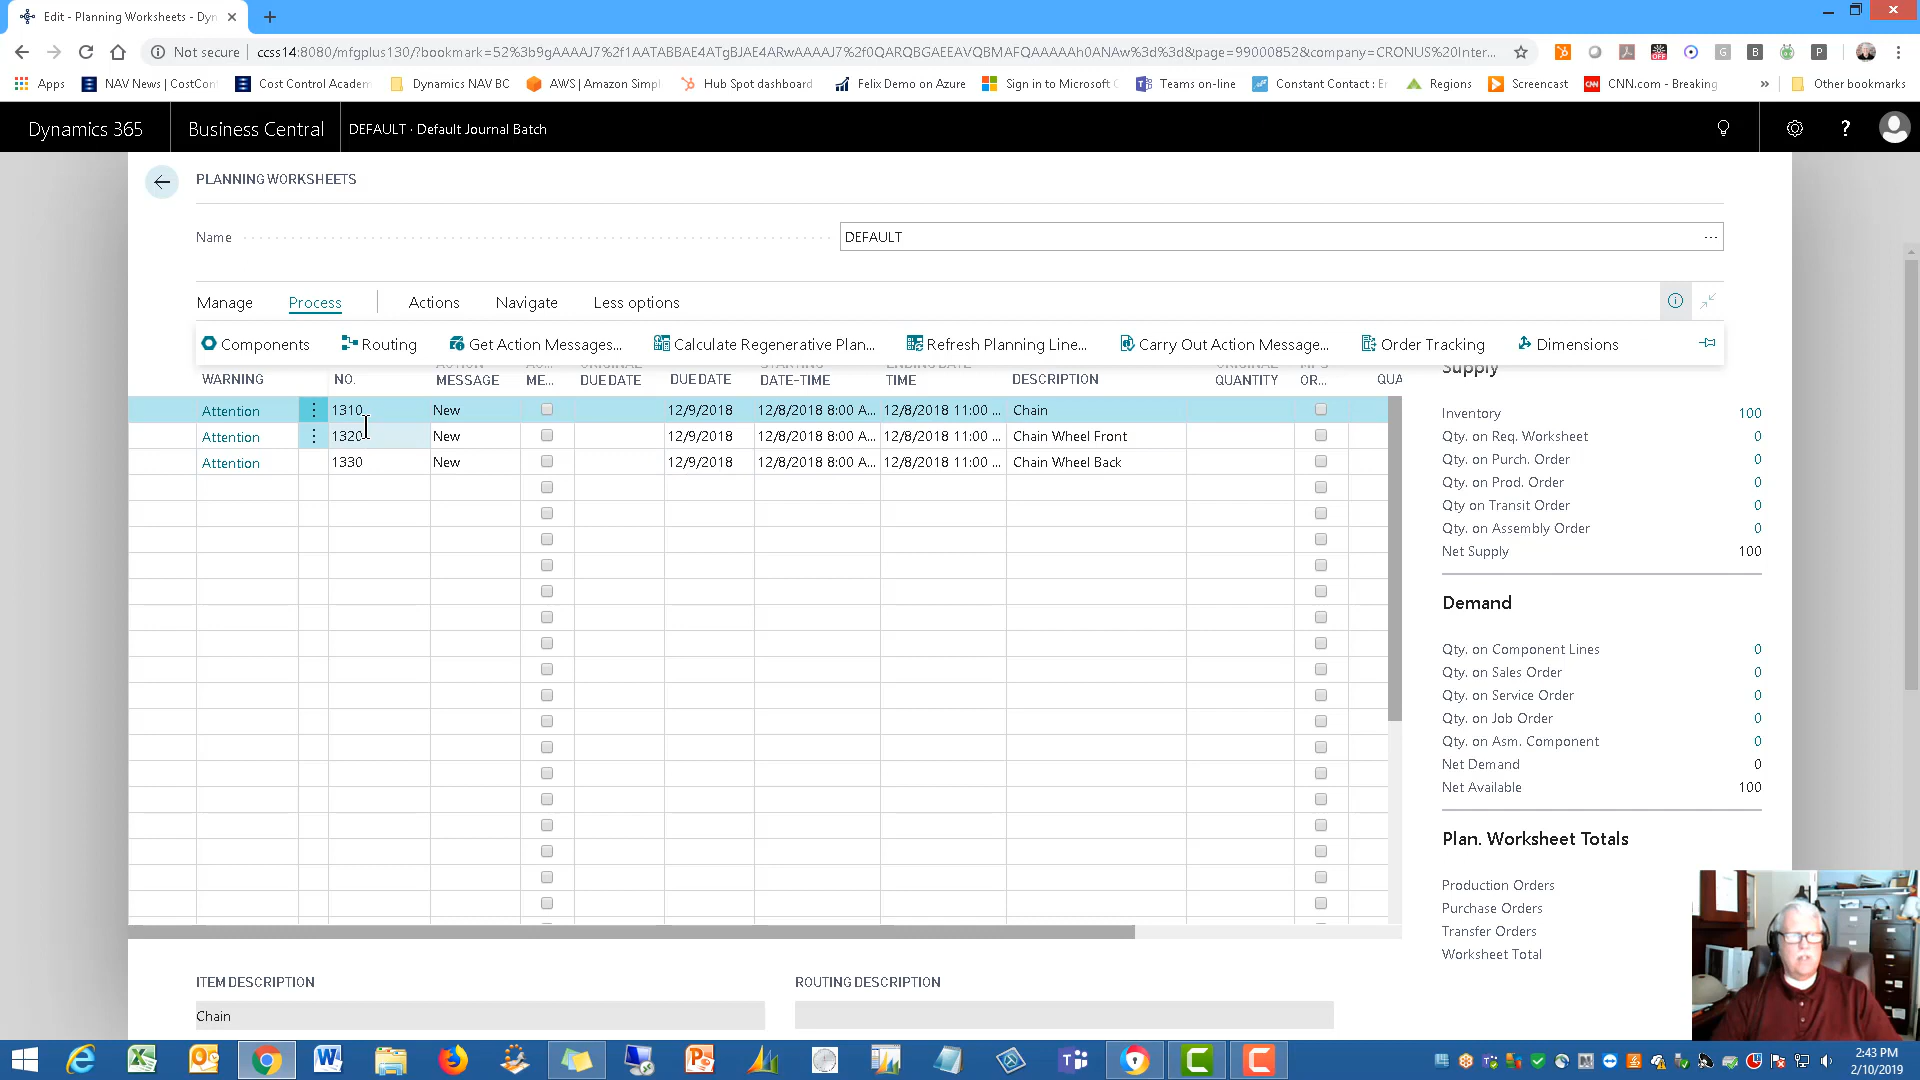 Edit - Planning Worksheets - Dyn
Not secure
ccss14:8080/mfgplus130/?bookmark=52%3b9gAAAAJ7%2f1AATABBAE4ATgBJAE4ARwAAAAJ7%2f0QARQBGAEEAVQBMAFQAAAAAh0ANAw%3d%3d&page=99000852&company=CRONUS%20Inter...
Apps NAV News | CostCon Cost Control Academ Dynamics NAV BC AWS | Amazon Simpl Hub Spot dashboard Felix Demo on Azure Sign in to Microsoft Teams on-line Constant Contact : Er Regions Screencast CNN.com - Breaking » Other bookmarks
Dynamics 365 Business Central DEFAULT · Default Journal Batch ?
PLANNING WORKSHEETS
Name DEFAULT ...
Manage Process Actions Navigate Less options
Components Routing Get Action Messages... Calculate Regenerative Plan... Refresh Planning Line... Carry Out Action Message... Order Tracking Dimensions
WARNING NO. ACTION MESSAGE ME... ORIGINAL DUE DATE DUE DATE STARTING DATE-TIME ENDING DATE TIME DESCRIPTION ORIGINAL QUANTITY OR... QUA
Attention 1310 New 12/9/2018 12/8/2018 8:00 A... 12/8/2018 11:00 ... Chain
Attention 1320 New 12/9/2018 12/8/2018 8:00 A... 12/8/2018 11:00 ... Chain Wheel Front
Attention 1330 New 12/9/2018 12/8/2018 8:00 A... 12/8/2018 11:00 ... Chain Wheel Back
Supply
Inventory 100
Qty. on Req. Worksheet 0
Qty. on Purch. Order 0
Qty. on Prod. Order 0
Qty on Transit Order 0
Qty. on Assembly Order 0
Net Supply 100
Demand
Qty. on Component Lines 0
Qty. on Sales Order 0
Qty. on Service Order 0
Qty. on Job Order 0
Qty. on Asm. Component 0
Net Demand 0
Net Available 100
Plan. Worksheet Totals
Production Orders
Purchase Orders
Transfer Orders
Worksheet Total
ITEM DESCRIPTION ROUTING DESCRIPTION
Chain
2:43 PM
2/10/2019